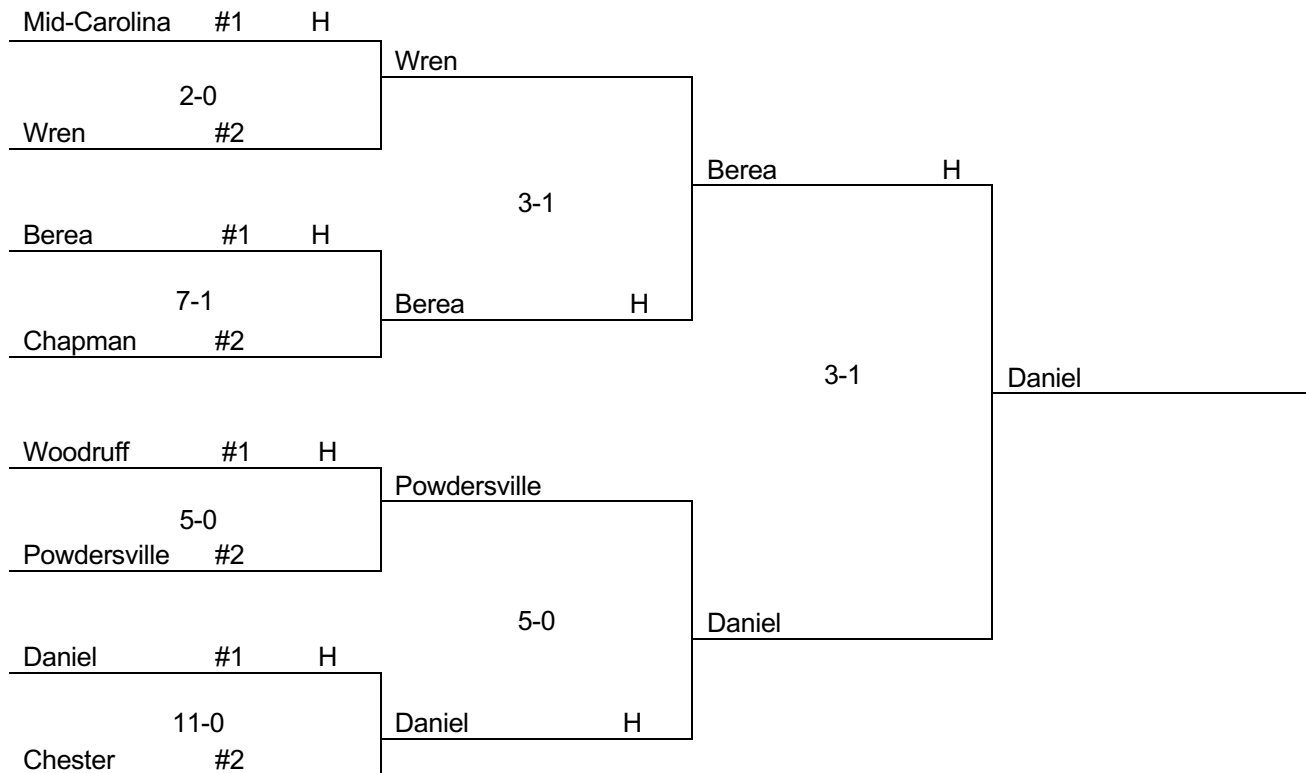 Mid-Carolina #1 H
Wren
2-0
Wren #2
Berea H
3-1
Berea #1 H
7-1
Berea H
Chapman #2
3-1
Daniel
Woodruff #1 H
Powdersville
5-0
Powdersville #2
5-0
Daniel
Daniel #1 H
11-0
Daniel H
Chester #2